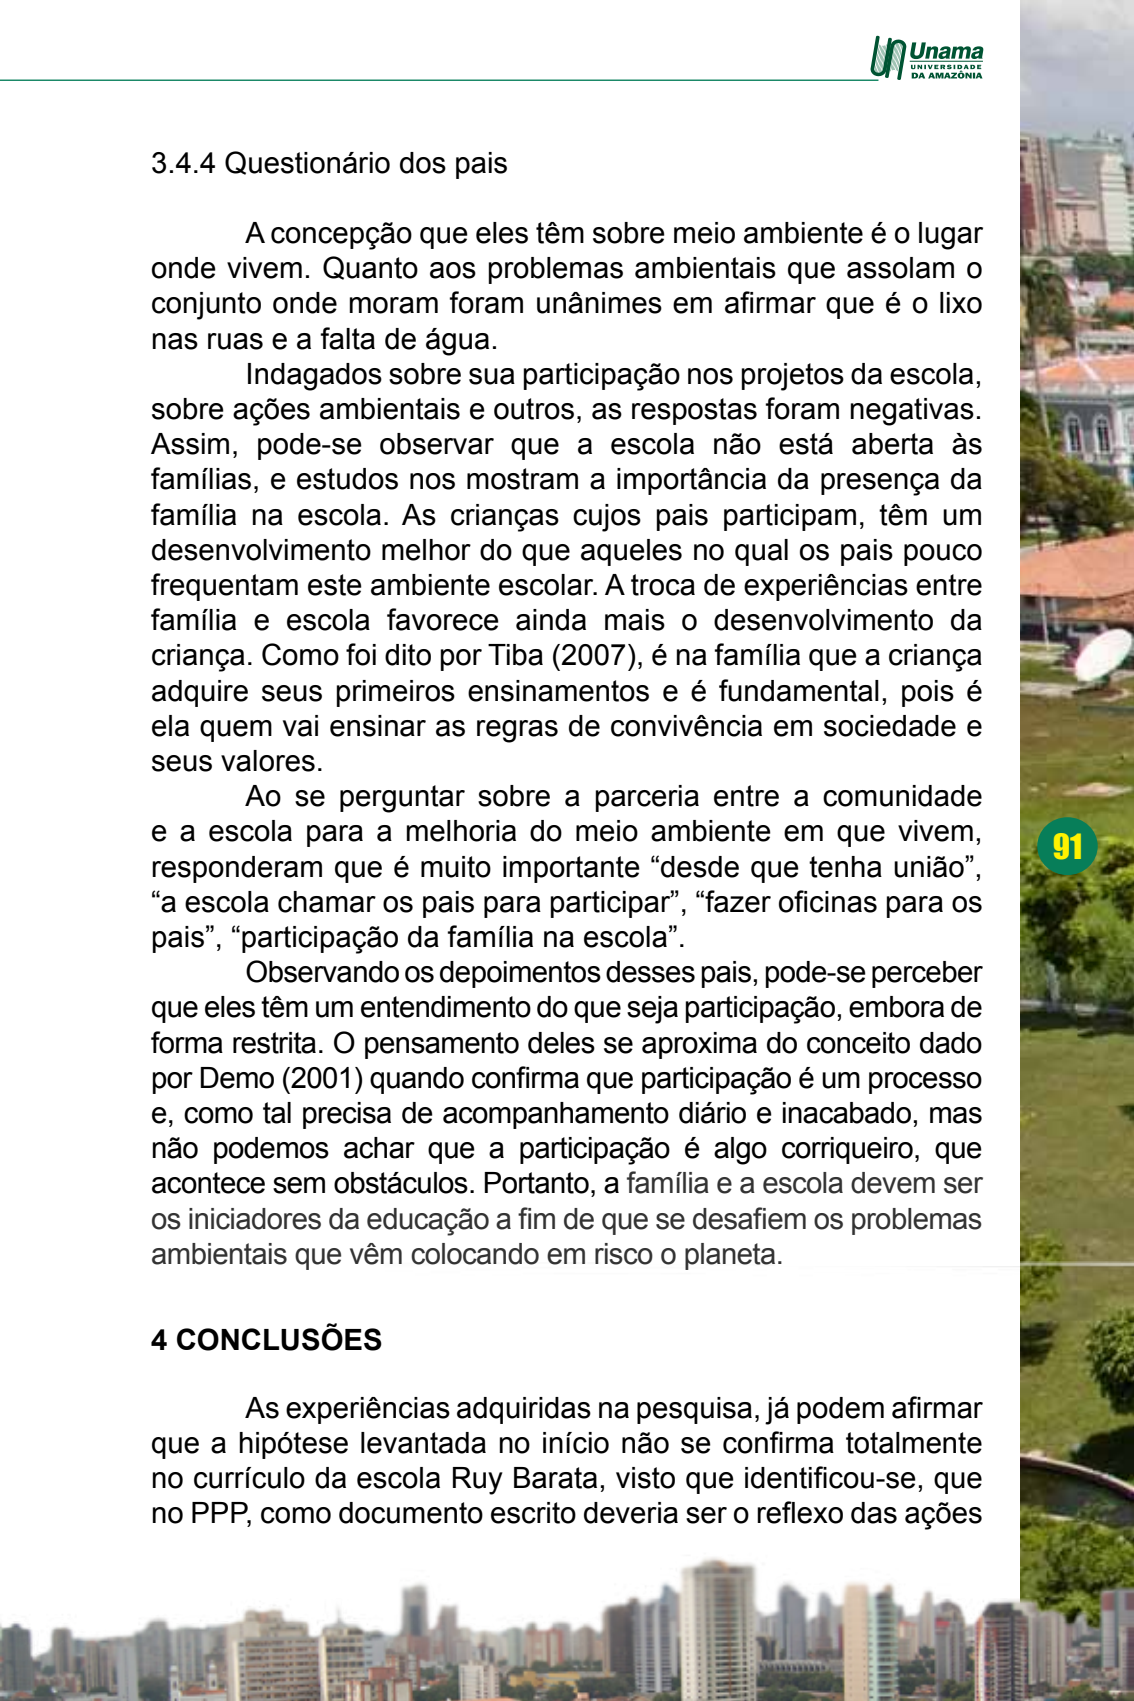 Unama
UNIVERSIDADE
DA AMAZÔNIA
3.4.4 Questionário dos pais
A concepção que eles têm sobre meio ambiente é o lugar
onde vivem. Quanto aos problemas ambientais que assolam o
conjunto onde moram foram unânimes em afirmar que é o lixo
nas ruas e a falta de água.
Indagados sobre sua participação nos projetos da escola,
sobre ações ambientais e outros, as respostas foram negativas.
Assim, pode-se observar que a escola não está aberta às
famílias, e estudos nos mostram a importância da presença da
família na escola. As crianças cujos pais participam, têm um
desenvolvimento melhor do que aqueles no qual os pais pouco
frequentam este ambiente escolar. A troca de experiências entre
família e escola favorece ainda mais o desenvolvimento da
criança. Como foi dito por Tiba (2007), é na família que a criança
adquire seus primeiros ensinamentos e é fundamental, pois é
ela quem vai ensinar as regras de convivência em sociedade e
seus valores.
Ao se perguntar sobre a parceria entre a comunidade
e a escola para a melhoria do meio ambiente em que vivem,
responderam que é muito importante “desde que tenha união”,
“a escola chamar os pais para participar”, “fazer oficinas para os
pais”, “participação da família na escola”.
Observando os depoimentos desses pais, pode-se perceber
que eles têm um entendimento do que seja participação, embora de
forma restrita. O pensamento deles se aproxima do conceito dado
por Demo (2001) quando confirma que participação é um processo
e, como tal precisa de acompanhamento diário e inacabado, mas
não podemos achar que a participação é algo corriqueiro, que
acontece sem obstáculos. Portanto, a família e a escola devem ser
os iniciadores da educação a fim de que se desafiem os problemas
ambientais que vêm colocando em risco o planeta.
4 CONCLUSÕES
As experiências adquiridas na pesquisa, já podem afirmar
que a hipótese levantada no início não se confirma totalmente
no currículo da escola Ruy Barata, visto que identificou-se, que
no PPP, como documento escrito deveria ser o reflexo das ações
91